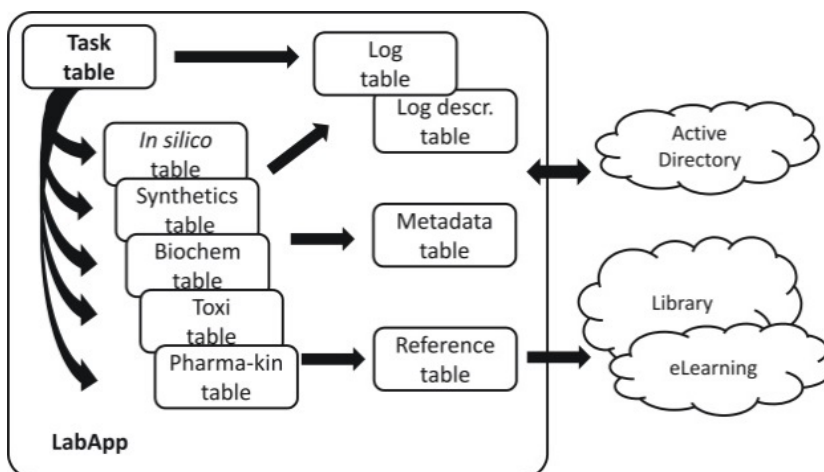 Task
table
Log
table
Log descr.
table
In silico
table
Synthetics
table
Biochem
table
Toxi
table
Pharma-kin
table
Metadata
table
Reference
table
LabApp
Active
Directory
Library
eLearning